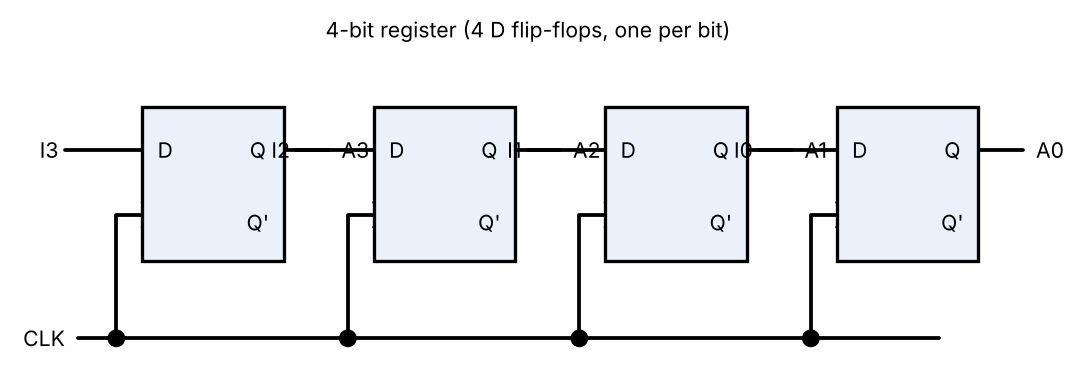 4-bit register (4 D flip-flops, one per bit)
I3 D Q I2 A3 D Q I1 A2 D Q I0 A1 D Q A0
Q' Q' Q' Q'
CLK